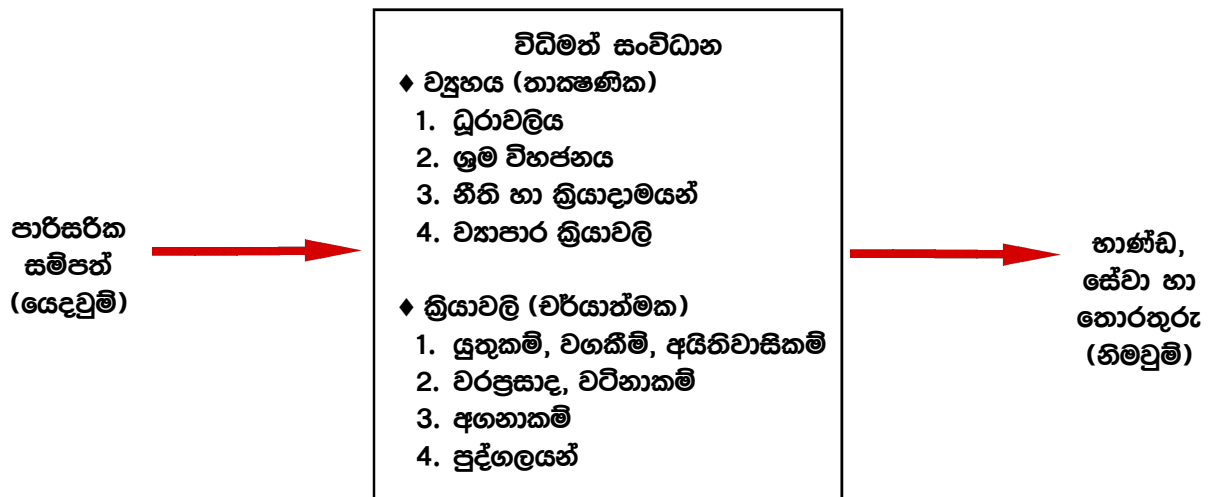 පාරිසරික
සම්පත්
(යෙදවුම්)
විධිමත් සංවිධාන
♦ ව්‍යුහය (තාක්‍ෂණික)
1. ධූරාවලිය
2. ශ්‍රම විභජනය
3. නීති හා ක්‍රියාදාමයන්
4. ව්‍යාපාර ක්‍රියාවලි
♦ ක්‍රියාවලි (චර්යාත්මක)
1. යුතුකම්, වගකීම්, අයිතිවාසිකම්
2. වරප්‍රසාද, වටිනාකම්
3. අගනාකම්
4. පුද්ගලයන්
භාණ්ඩ,
සේවා හා
තොරතුරු
(නිමවුම්)